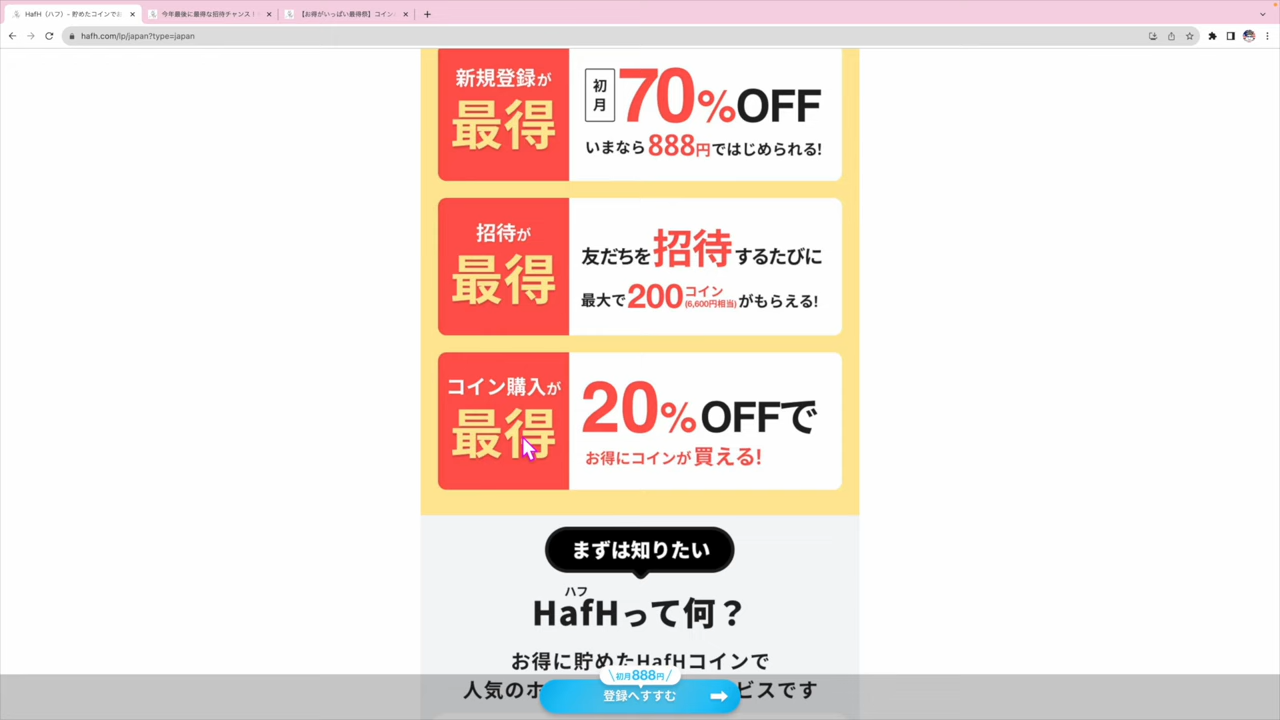 HafH（ハフ）- 貯めたコインでお
今年最後に最得な招待チャンス！
【お得がいっぱい最得祭】コイン
hafh.com/lp/japan?type=japan
新規登録が
最得
初月
70%OFF
いまなら888円ではじめられる!
招待が
最得
友だちを招待するたびに
最大で200コイン(6,600円相当)がもらえる!
コイン購入が
最得
20%OFFで
お得にコインが買える!
まずは知りたい
ハフ
HafHって何？
お得に貯めたHafHコインで
人気のホ
ビスです
初月888円
登録へすすむ